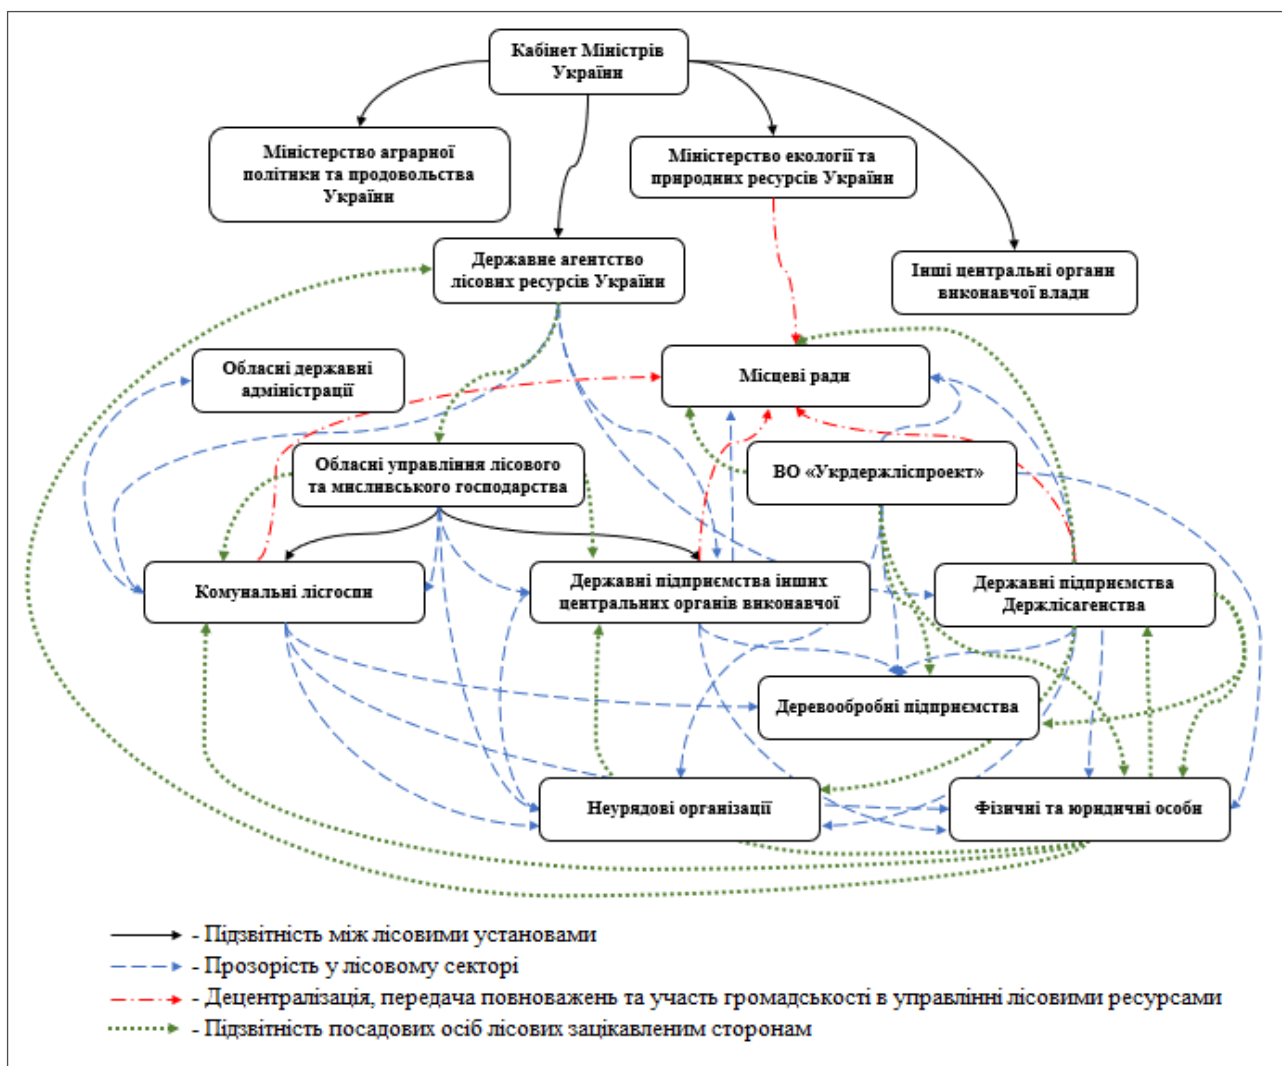 Кабінет Міністрів
України
Міністерство аграрної
політики та продовольства
України
Міністерство екології та
природних ресурсів України
Державне агентство
лісових ресурсів України
Інші центральні органи
виконавчої влади
Обласні державні
адміністрації
Місцеві ради
Обласні управління лісового
та мисливського господарства
ВО «Укрдержліспроект»
Комунальні лісгоспи
Державні підприємства інших
центральних органів виконавчої
Державні підприємства
Держлісагенства
Деревообробні підприємства
Неурядові організації
Фізичні та юридичні особи
- Підзвітність між лісовими установами
- Прозорість у лісовому секторі
- Децентралізація, передача повноважень та участь громадськості в управлінні лісовими ресурсами
- Підзвітність посадових осіб лісових зацікавленим сторонам